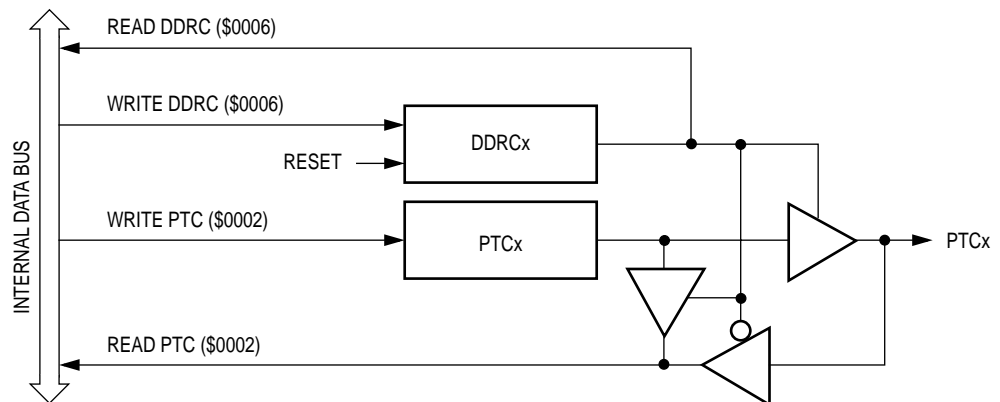 READ DDRC ($0006)
WRITE DDRC ($0006)
DDRCx
RESET
WRITE PTC ($0002)
PTCx
PTCx
READ PTC ($0002)
INTERNAL DATA BUS